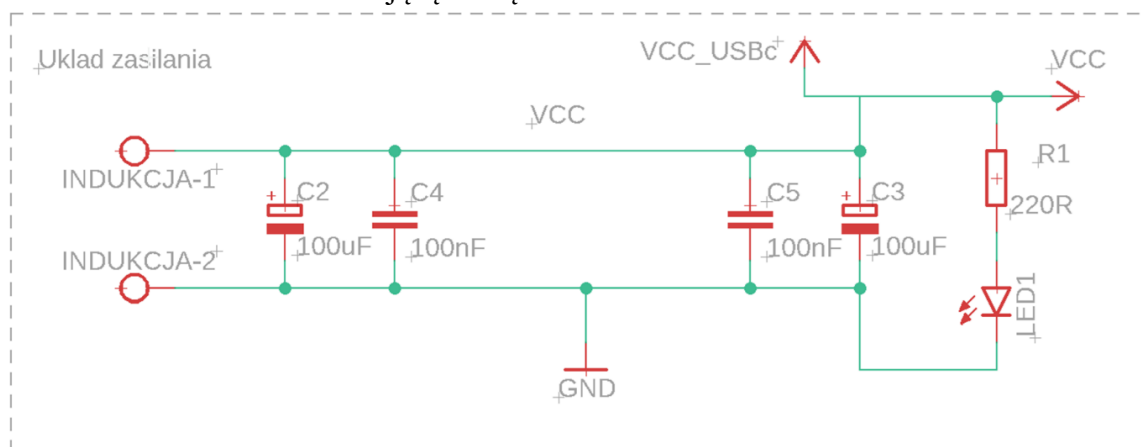 Uklad zasilania
VCC_USBc
VCC
VCC
INDUKCJA-1
C2
C4
C5
C3
R1
220R
100uF
100nF
100nF
100uF
INDUKCJA-2
LED1
GND